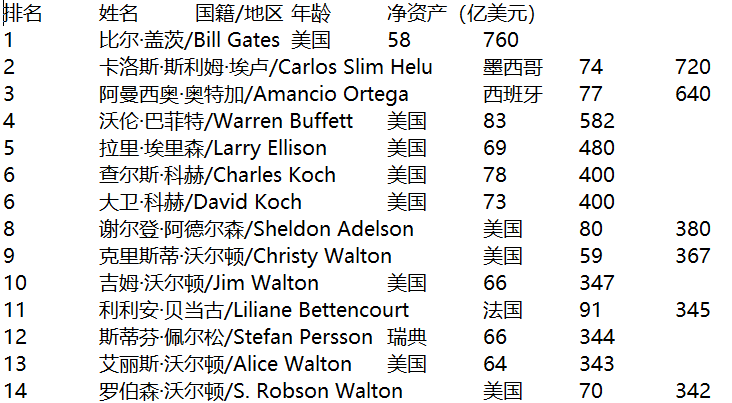 排名 姓名 国籍/地区 年龄 净资产（亿美元）
1 比尔·盖茨/Bill Gates 美国 58 760
2 卡洛斯·斯利姆·埃卢/Carlos Slim Helu 墨西哥 74 720
3 阿曼西奥·奥特加/Amancio Ortega 西班牙 77 640
4 沃伦·巴菲特/Warren Buffett 美国 83 582
5 拉里·埃里森/Larry Ellison 美国 69 480
6 查尔斯·科赫/Charles Koch 美国 78 400
6 大卫·科赫/David Koch 美国 73 400
8 谢尔登·阿德尔森/Sheldon Adelson 美国 80 380
9 克里斯蒂·沃尔顿/Christy Walton 美国 59 367
10 吉姆·沃尔顿/Jim Walton 美国 66 347
11 利利安·贝当古/Liliane Bettencourt 法国 91 345
12 斯蒂芬·佩尔松/Stefan Persson 瑞典 66 344
13 艾丽斯·沃尔顿/Alice Walton 美国 64 343
14 罗伯森·沃尔顿/S. Robson Walton 美国 70 342